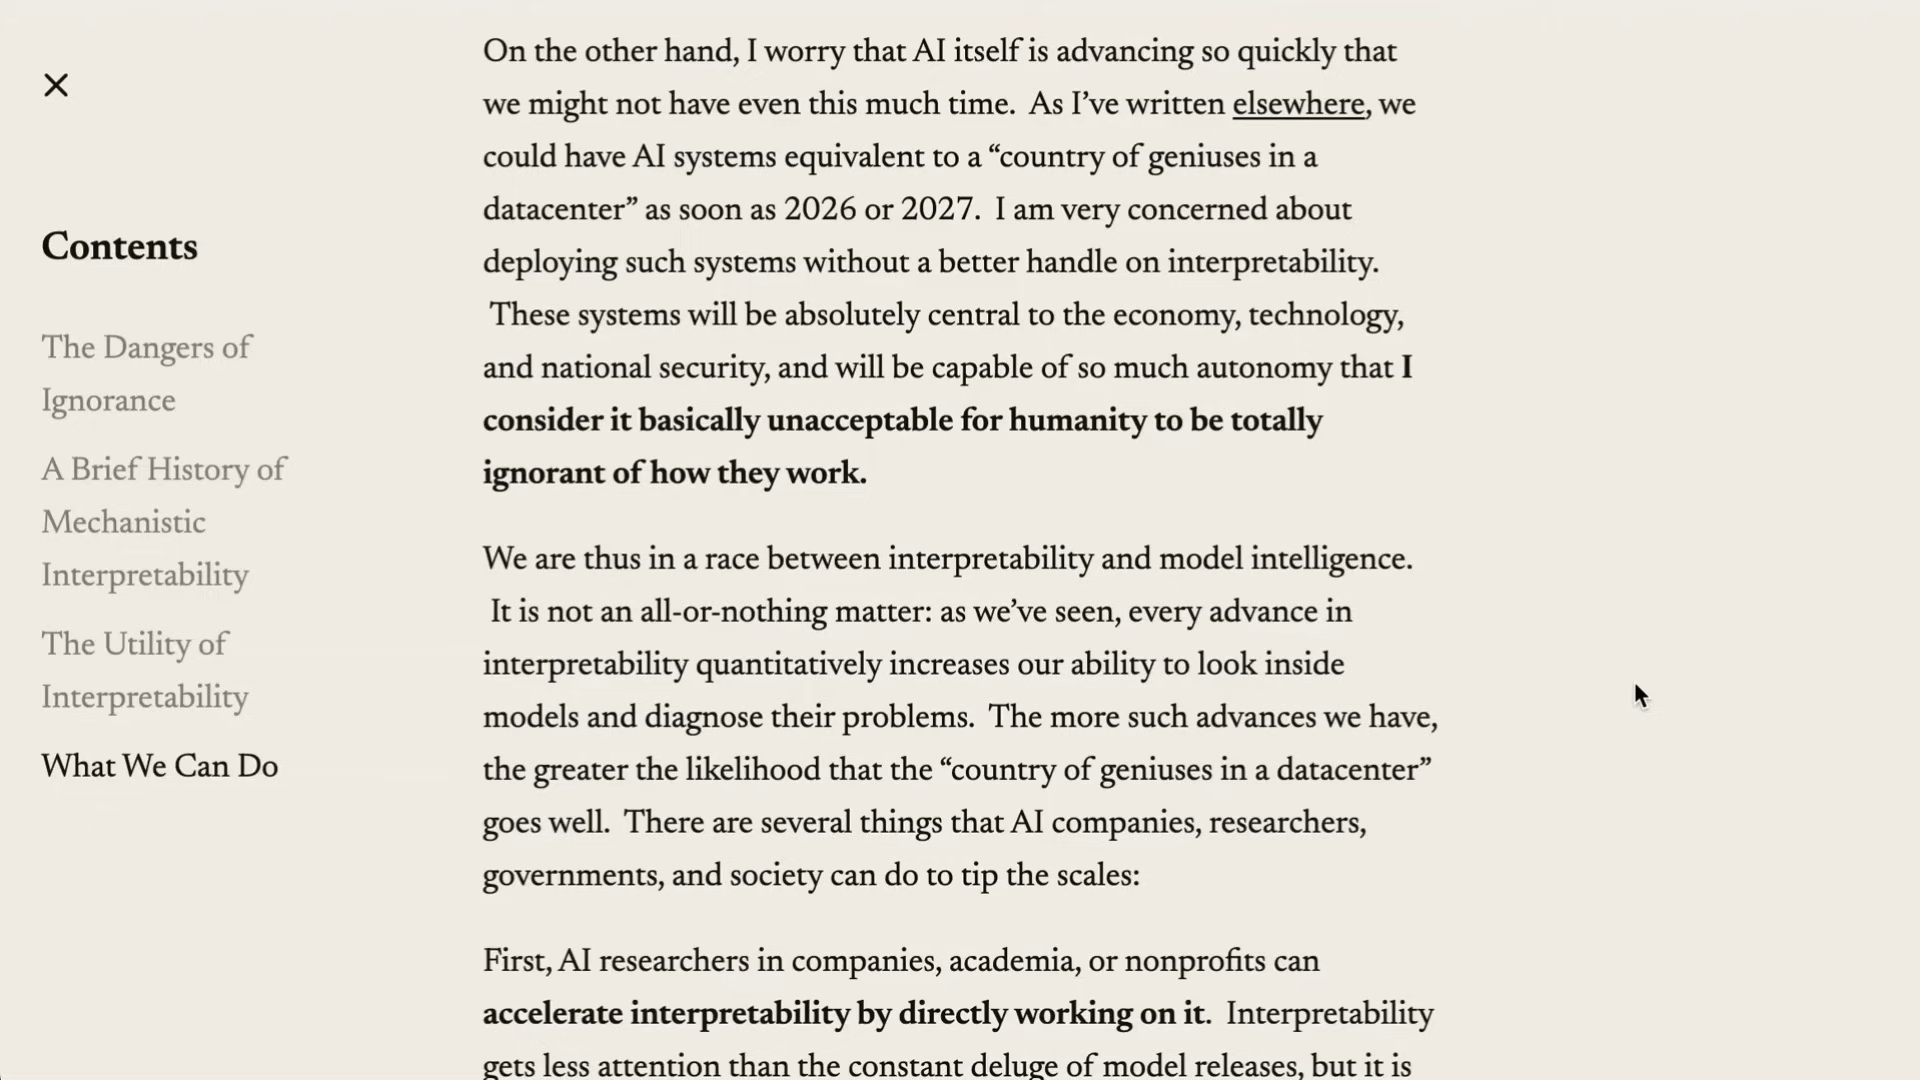 Contents
The Dangers of
Ignorance
A Brief History of
Mechanistic
Interpretability
The Utility of
Interpretability
What We Can Do
On the other hand, I worry that AI itself is advancing so quickly that
we might not have even this much time.  As I’ve written elsewhere, we
could have AI systems equivalent to a “country of geniuses in a
datacenter” as soon as 2026 or 2027.  I am very concerned about
deploying such systems without a better handle on interpretability.
These systems will be absolutely central to the economy, technology,
and national security, and will be capable of so much autonomy that I
consider it basically unacceptable for humanity to be totally
ignorant of how they work.
We are thus in a race between interpretability and model intelligence.
It is not an all-or-nothing matter: as we’ve seen, every advance in
interpretability quantitatively increases our ability to look inside
models and diagnose their problems.  The more such advances we have,
the greater the likelihood that the “country of geniuses in a datacenter”
goes well.  There are several things that AI companies, researchers,
governments, and society can do to tip the scales:
First, AI researchers in companies, academia, or nonprofits can
accelerate interpretability by directly working on it.  Interpretability
gets less attention than the constant deluge of model releases, but it is